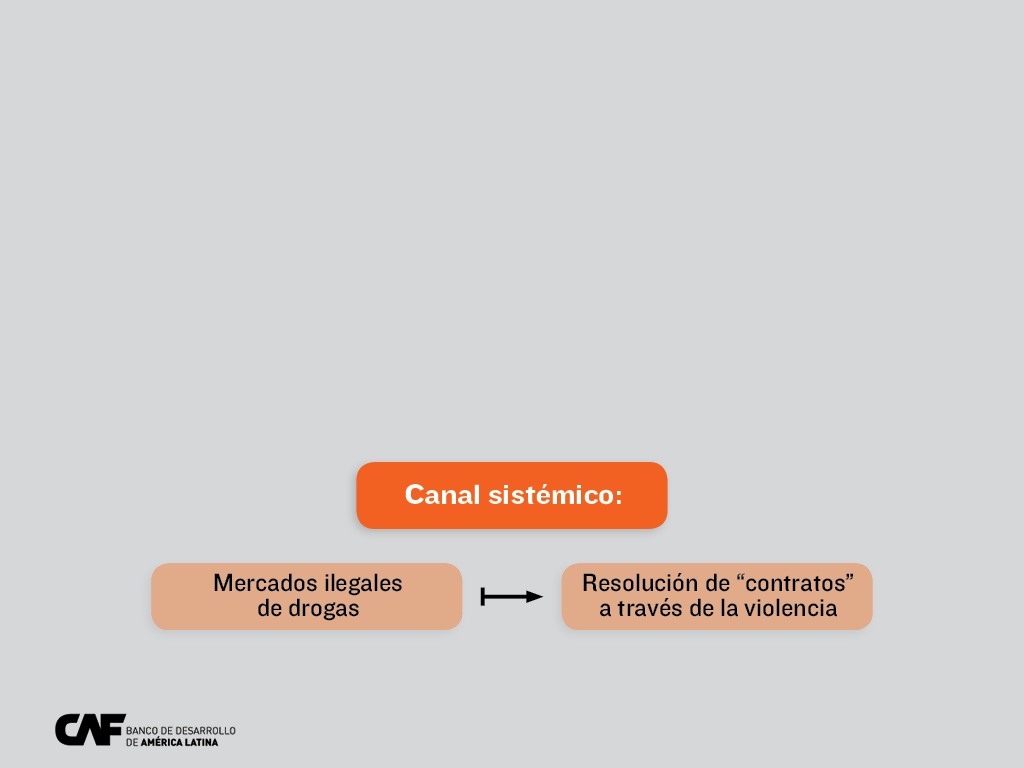 Canal sistémico:
Mercados ilegales
de drogas
Resolución de “contratos”
a través de la violencia
CAF BANCO DE DESARROLLO
DE AMÉRICA LATINA